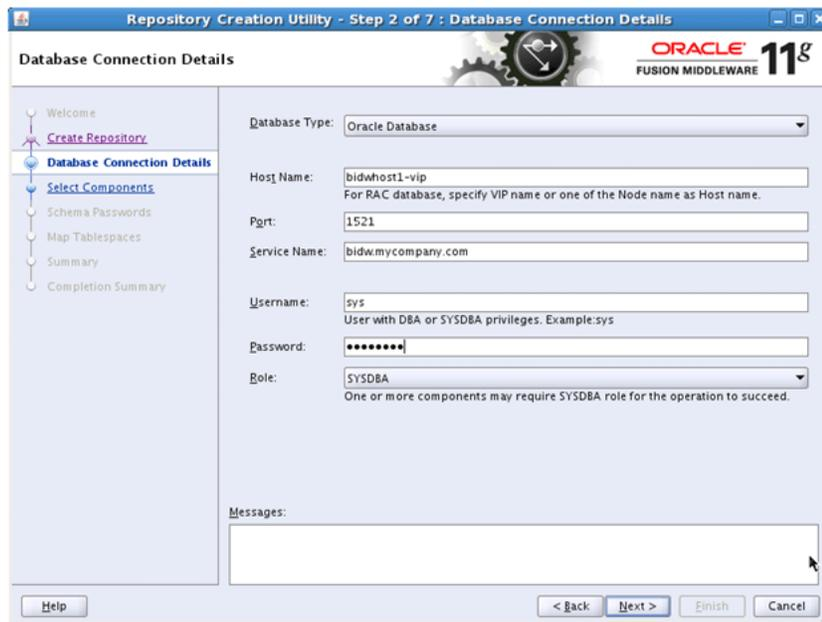 Repository Creation Utility - Step 2 of 7 : Database Connection Details
Database Connection Details
ORACLE
FUSION MIDDLEWARE 11g
Welcome
Create Repository
Database Connection Details
Select Components
Schema Passwords
Map Tablespaces
Summary
Completion Summary
Database Type: Oracle Database
Host Name: bidwhost1-vip
For RAC database, specify VIP name or one of the Node name as Host name.
Port: 1521
Service Name: bidw.mycompany.com
Username: sys
User with DBA or SYSDBA privileges. Example:sys
Password: ••••••••
Role: SYSDBA
One or more components may require SYSDBA role for the operation to succeed.
Messages:
Help
< Back Next > Finish Cancel